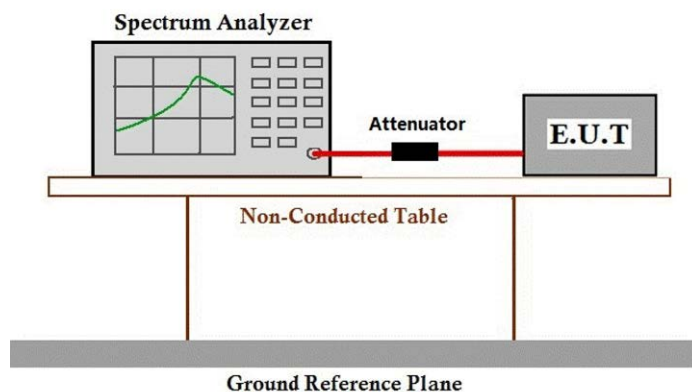 Spectrum Analyzer
Attenuator
E.U.T
Non-Conducted Table
Ground Reference Plane